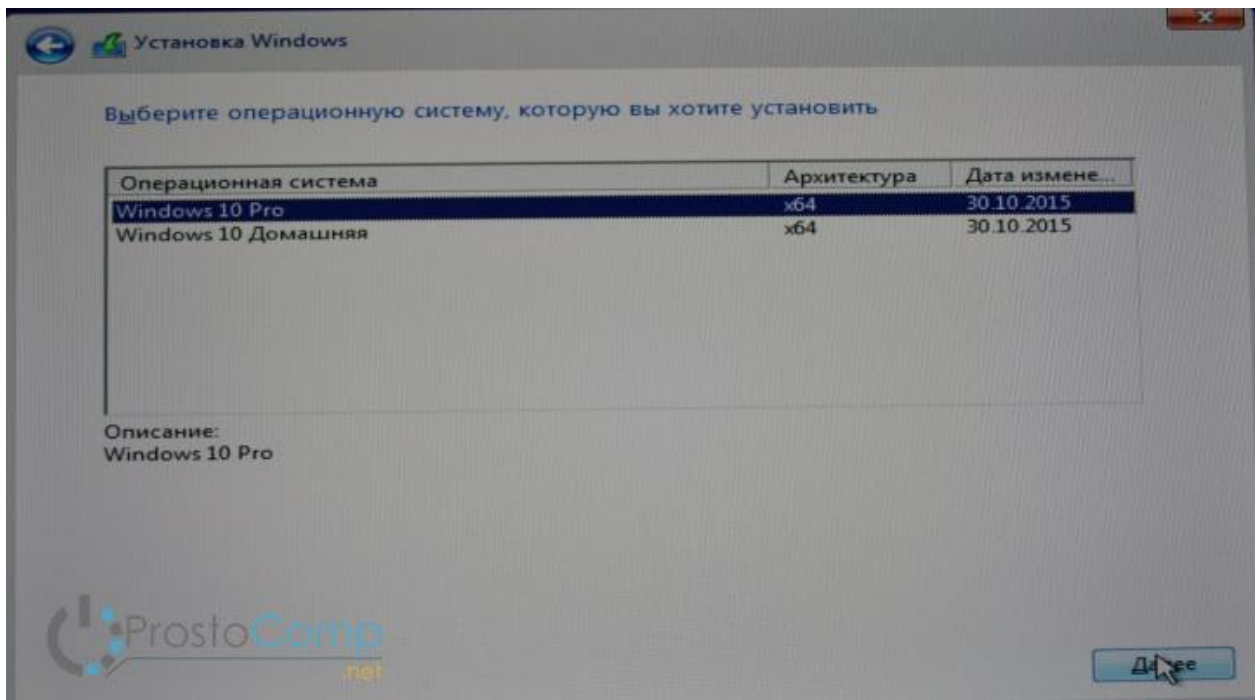 Установка Windows
Выберите операционную систему, которую вы хотите установить
Операционная система Архитектура Дата измене...
Windows 10 Pro x64 30.10.2015
Windows 10 Домашняя x64 30.10.2015
Описание:
Windows 10 Pro
ProstoComp
.net
Далее